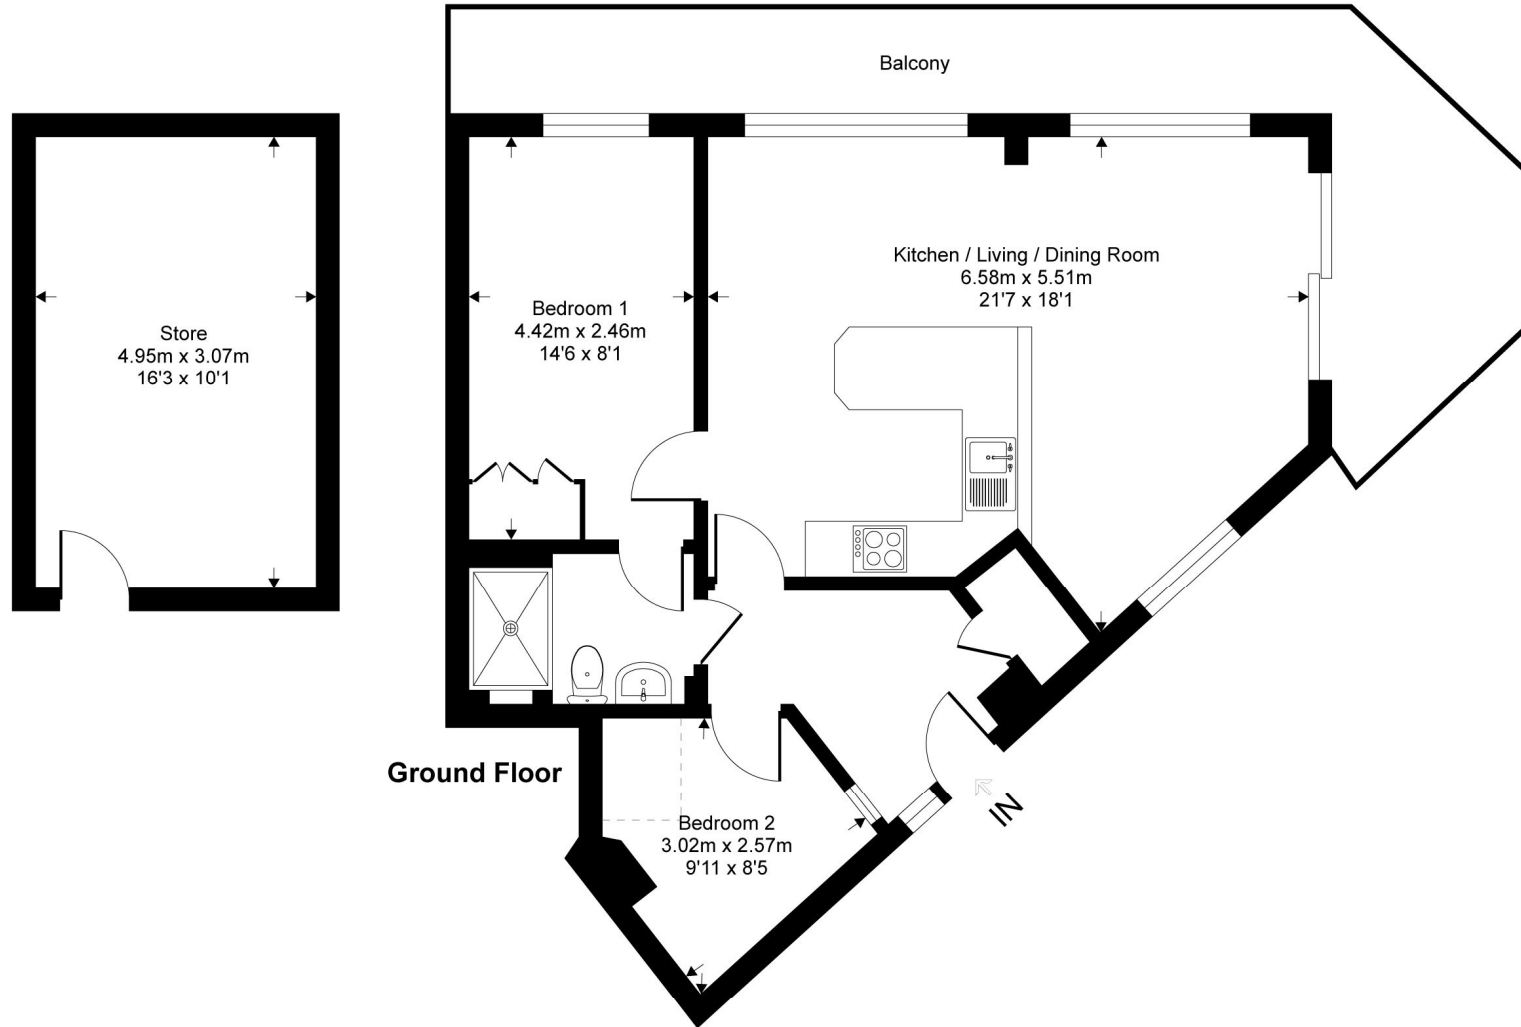 Balcony
Kitchen / Living / Dining Room
6.58m x 5.51m
21'7 x 18'1
Bedroom 1
4.42m x 2.46m
14'6 x 8'1
Store
4.95m x 3.07m
16'3 x 10'1
Ground Floor
IN
Bedroom 2
3.02m x 2.57m
9'11 x 8'5